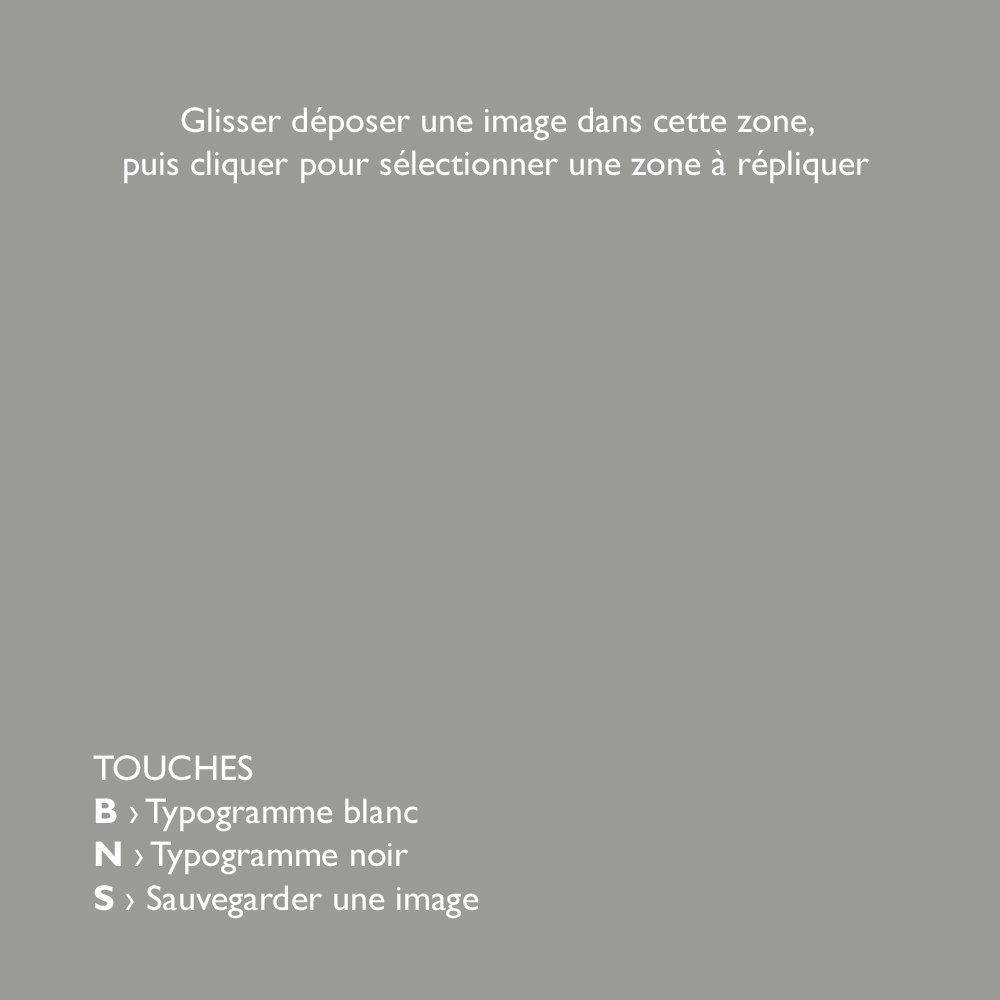 Glisser déposer une image dans cette zone,
puis cliquer pour sélectionner une zone à répliquer
TOUCHES
B › Typogramme blanc
N › Typogramme noir
S › Sauvegarder une image